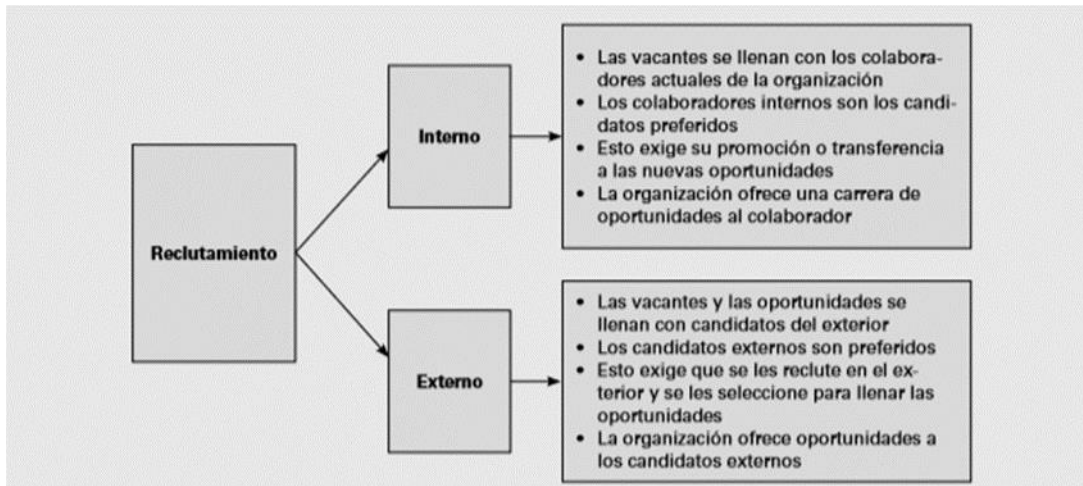 Reclutamiento
Interno
• Las vacantes se llenan con los colabora-
dores actuales de la organización
• Los colaboradores internos son los candi-
datos preferidos
• Esto exige su promoción o transferencia
a las nuevas oportunidades
• La organización ofrece una carrera de
oportunidades al colaborador
Externo
• Las vacantes y las oportunidades se
llenan con candidatos del exterior
• Los candidatos externos son preferidos
• Esto exige que se les reclute en el ex-
terior y se les seleccione para llenar las
oportunidades
• La organización ofrece oportunidades a
los candidatos externos